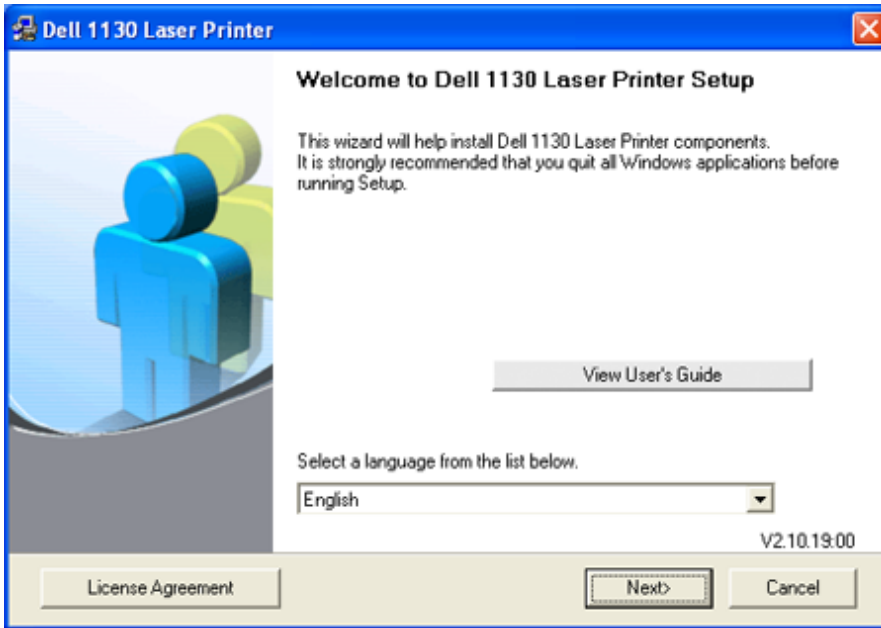 Dell 1130 Laser Printer
Welcome to Dell 1130 Laser Printer Setup
This wizard will help install Dell 1130 Laser Printer components.
It is strongly recommended that you quit all Windows applications before
running Setup.
View User's Guide
Select a language from the list below.
English
V2.10.19:00
License Agreement
Next>
Cancel